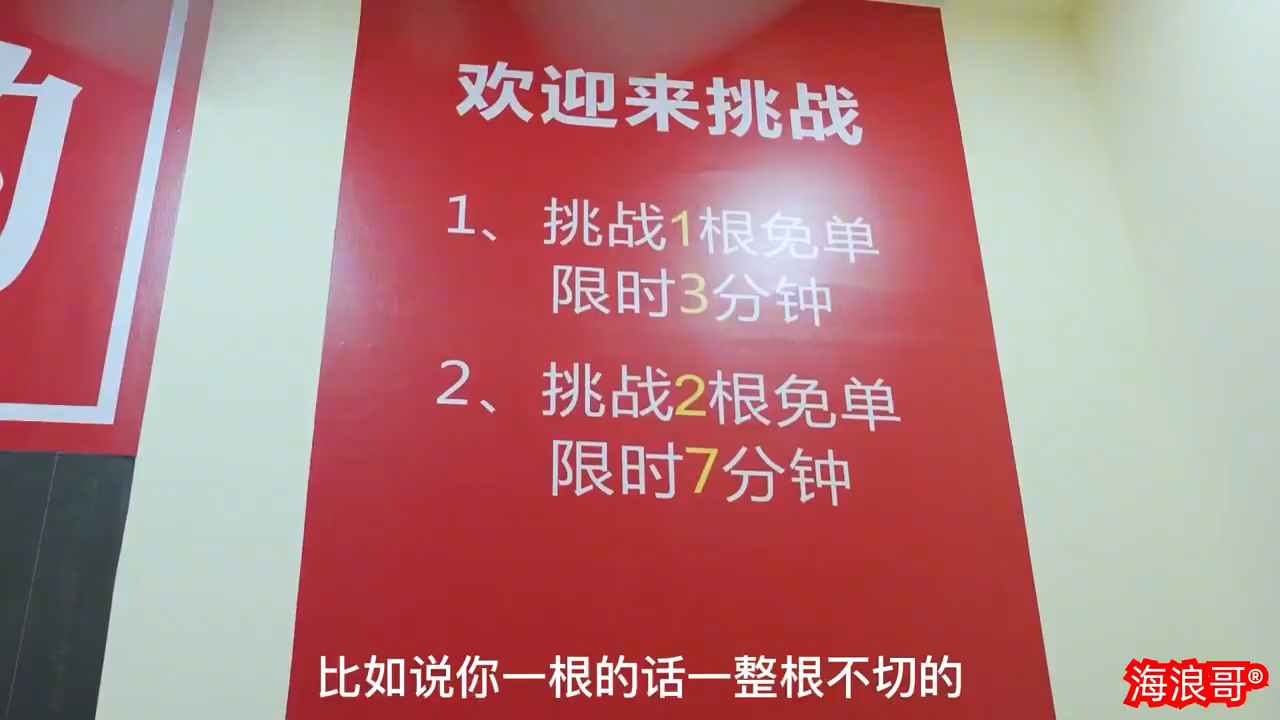 欢迎来挑战
1、挑战1根免单
限时3分钟
2、挑战2根免单
限时7分钟
比如说你一根的话一整根不切的
海浪哥®